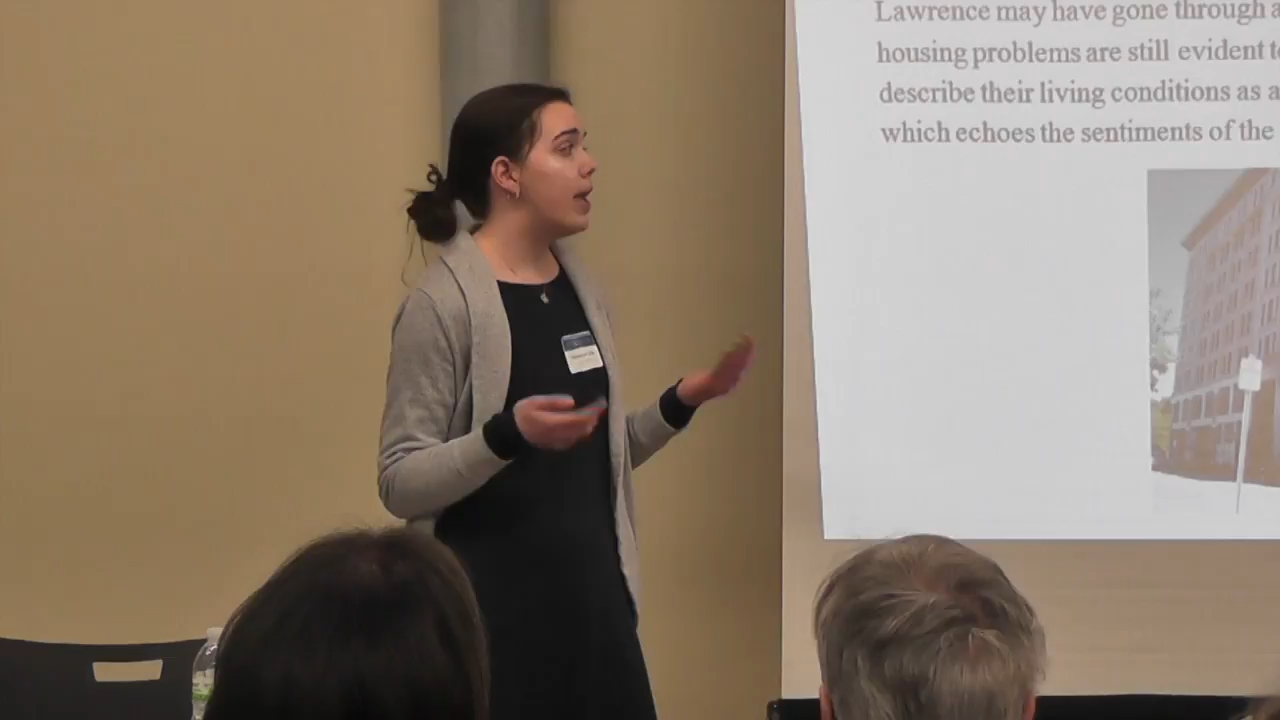 Lawrence may have gone through a
housing problems are still evident t
describe their living conditions as a
which echoes the sentiments of the